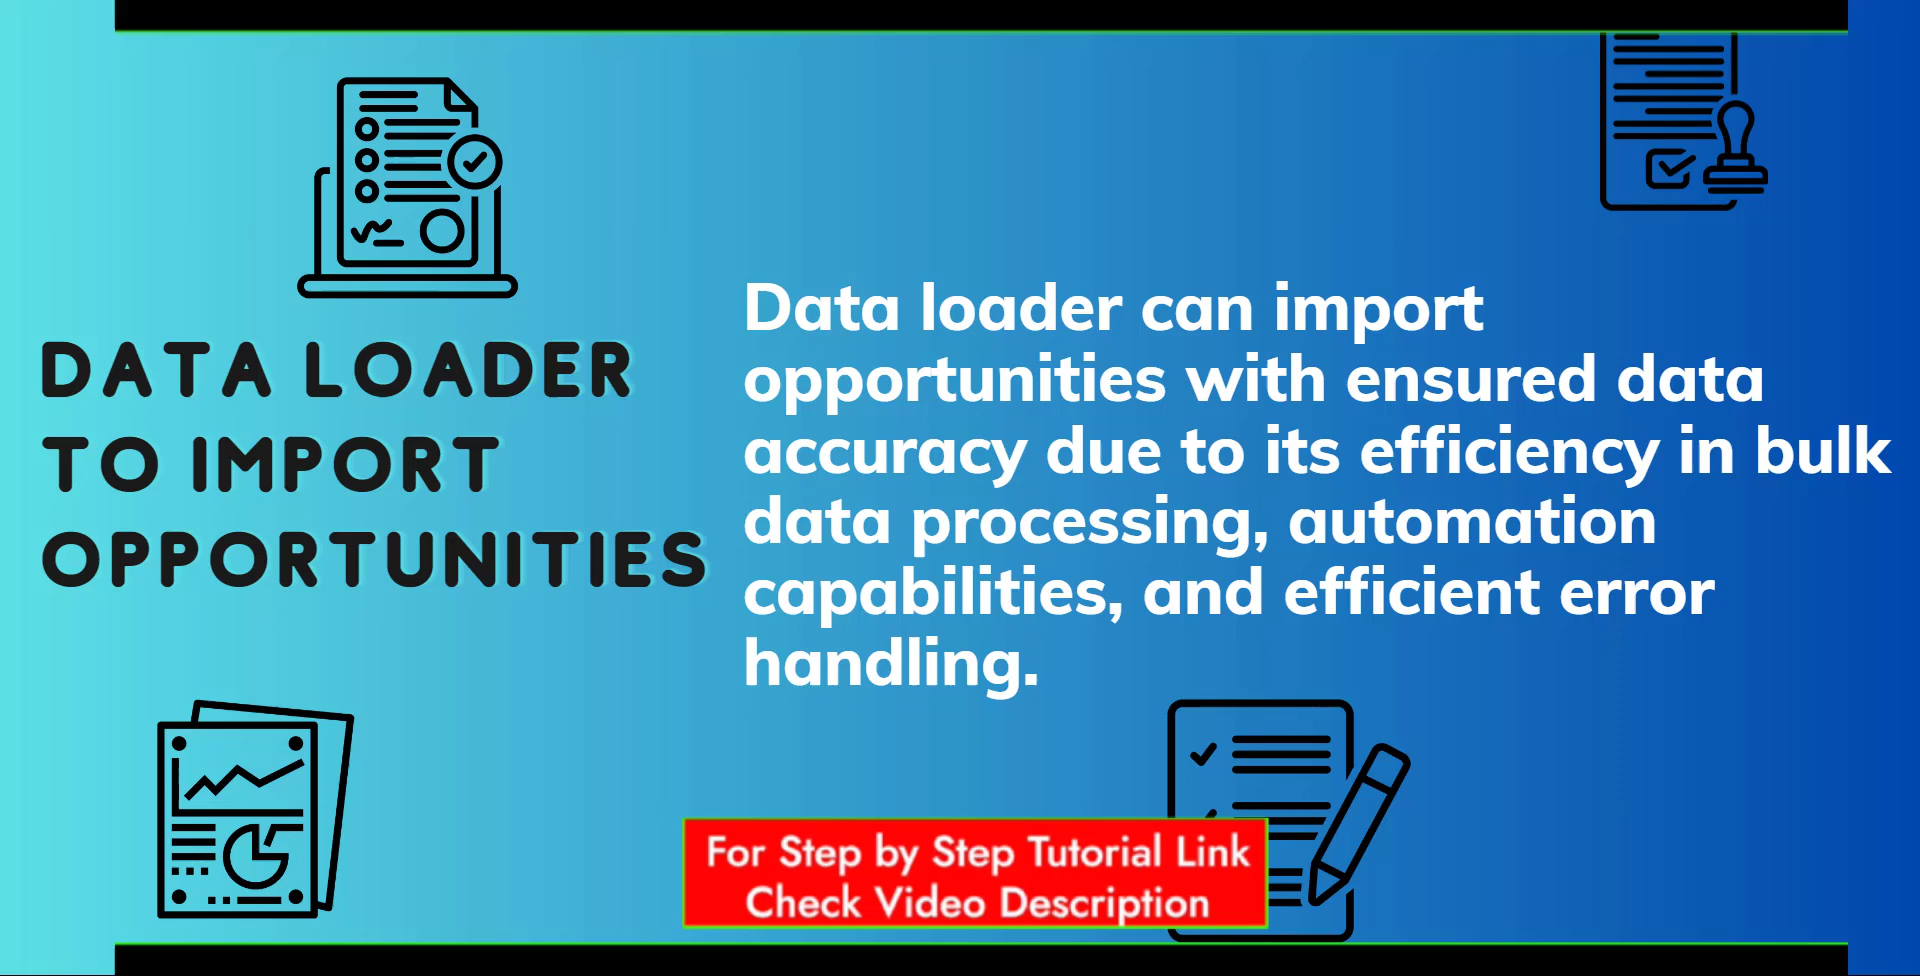 DATA LOADER
TO IMPORT
OPPORTUNITIES
Data loader can import
opportunities with ensured data
accuracy due to its efficiency in bulk
data processing, automation
capabilities, and efficient error
handling.
For Step by Step Tutorial Link
Check Video Description